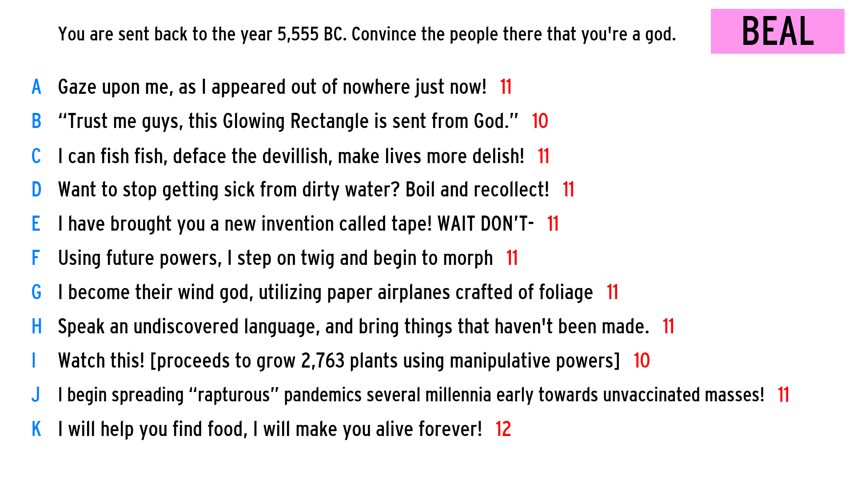 You are sent back to the year 5,555 BC. Convince the people there that you're a god.
BEAL
A Gaze upon me, as I appeared out of nowhere just now! 11
B “Trust me guys, this Glowing Rectangle is sent from God.” 10
C I can fish fish, deface the devillish, make lives more delish! 11
D Want to stop getting sick from dirty water? Boil and recollect! 11
E I have brought you a new invention called tape! WAIT DON’T- 11
F Using future powers, I step on twig and begin to morph 11
G I become their wind god, utilizing paper airplanes crafted of foliage 11
H Speak an undiscovered language, and bring things that haven't been made. 11
I Watch this! [proceeds to grow 2,763 plants using manipulative powers] 10
J I begin spreading “rapturous” pandemics several millennia early towards unvaccinated masses! 11
K I will help you find food, I will make you alive forever! 12